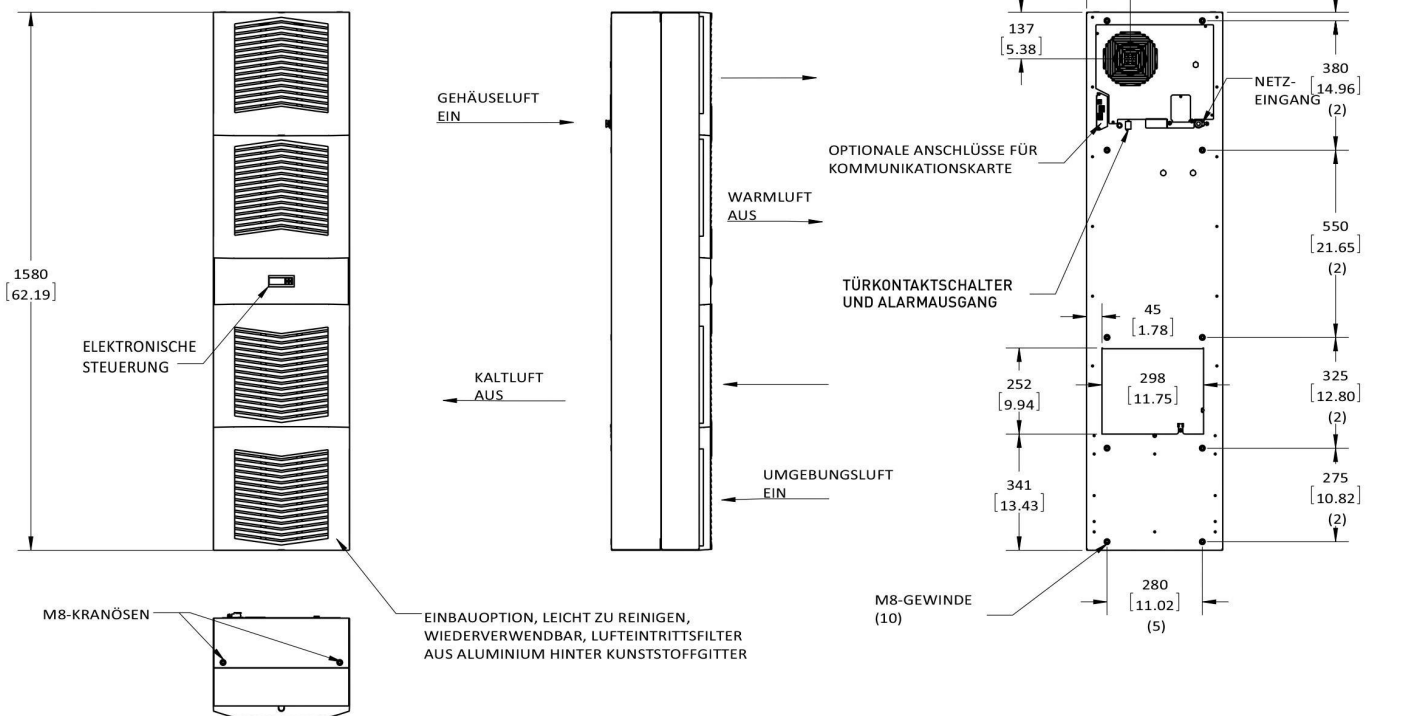 1580
[62.19]
ELEKTRONISCHE
STEUERUNG
M8-KRANÖSEN
EINBAUOPTION, LEICHT ZU REINIGEN,
WIEDERVERWENDBAR, LUFTEINTRITTSFILTER
AUS ALUMINIUM HINTER KUNSTSTOFFGITTER
GEHÄUSELUFT
EIN
WARMLUFT
AUS
KALTLUFT
AUS
UMGEBUNGSLUFT
EIN
137
[5.38]
NETZ-
EINGANG
380
[14.96]
(2)
OPTIONALE ANSCHLÜSSE FÜR
KOMMUNIKATIONSKARTE
TÜRKONTAKTSCHALTER
UND ALARMAUSGANG
550
[21.65]
(2)
45
[1.78]
252
[9.94]
298
[11.75]
325
[12.80]
(2)
341
[13.43]
275
[10.82]
(2)
M8-GEWINDE
(10)
280
[11.02]
(5)